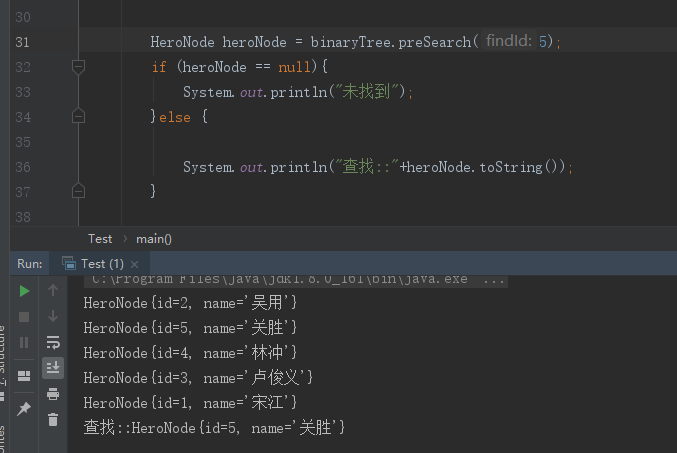 30
31 HeroNode heroNode = binaryTree.preSearch( findId: 5);
32 if (heroNode == null){
33 System.out.println("未找到");
34 }else {
35
36 System.out.println("查找::"+heroNode.toString());
37 }
38
Test › main()
Run: Test (1) ×
C:\Program Files\java\jdk1.8.0_161\bin\java.exe ...
HeroNode{id=2, name='吴用'}
HeroNode{id=5, name='关胜'}
HeroNode{id=4, name='林冲'}
HeroNode{id=3, name='卢俊义'}
HeroNode{id=1, name='宋江'}
查找::HeroNode{id=5, name='关胜'}